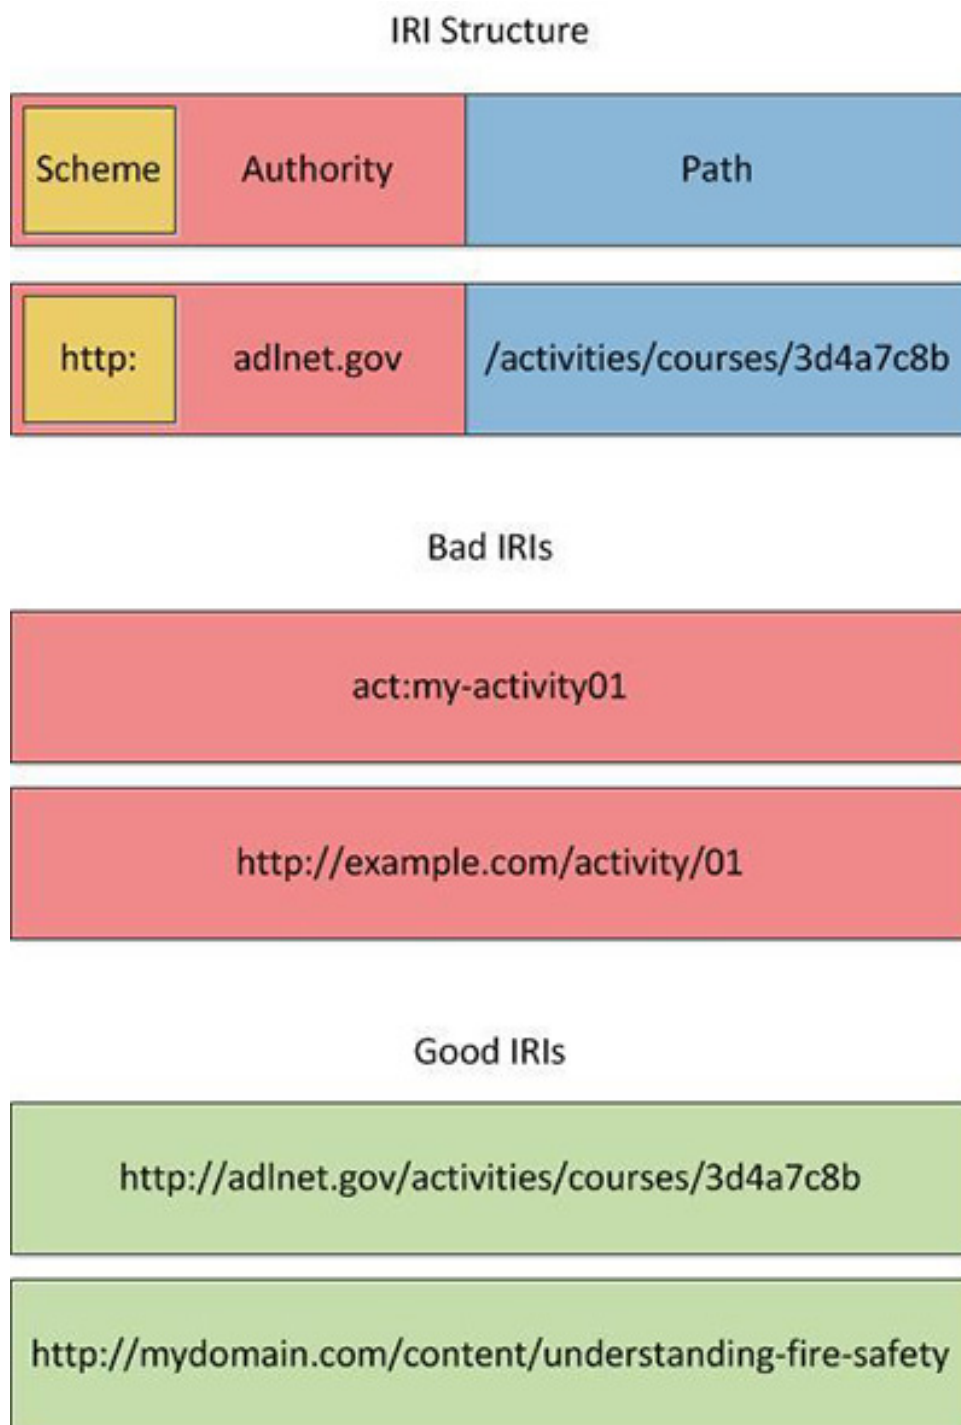 IRI Structure
Scheme Authority Path
http: adlnet.gov /activities/courses/3d4a7c8b
Bad IRIs
act:my-activity01
http://example.com/activity/01
Good IRIs
http://adlnet.gov/activities/courses/3d4a7c8b
http://mydomain.com/content/understanding-fire-safety